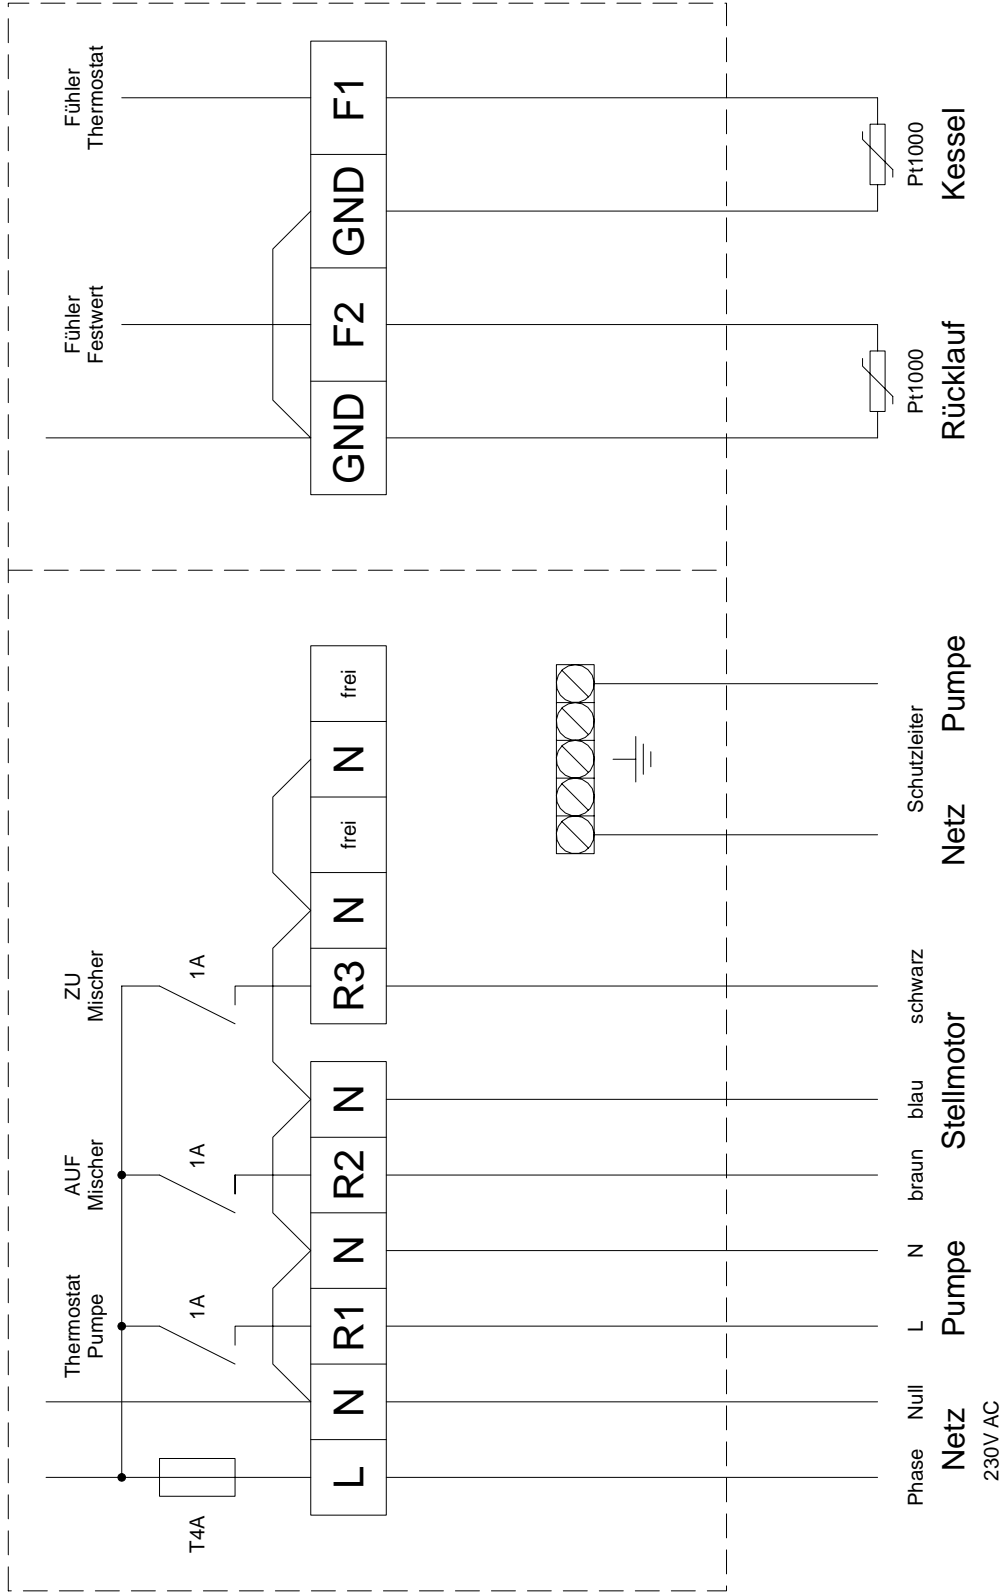 Thermostat
Pumpe
AUF
Mischer
ZU
Mischer
Fühler
Festwert
Fühler
Thermostat
T4A
1A
1A
1A
L
N
R1
N
R2
N
R3
N
frei
N
frei
GND
F2
GND
F1
Phase
Null
L
N
braun
blau
schwarz
Schutzleiter
Pt1000
Pt1000
Netz
Pumpe
Stellmotor
Netz
Pumpe
Rücklauf
Kessel
230V AC